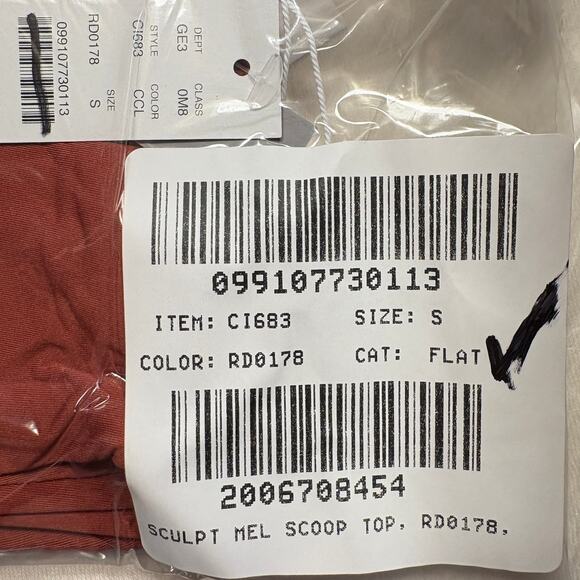 DEPT CLASS
GE3 0M8
STYLE COLOR
CI683 CCL
SIZE
RD0178 S
099107730113
099107730113
ITEM: CI683 SIZE: S
COLOR: RD0178 CAT: FLAT
2006708454
SCULPT MEL SCOOP TOP, RD0178,